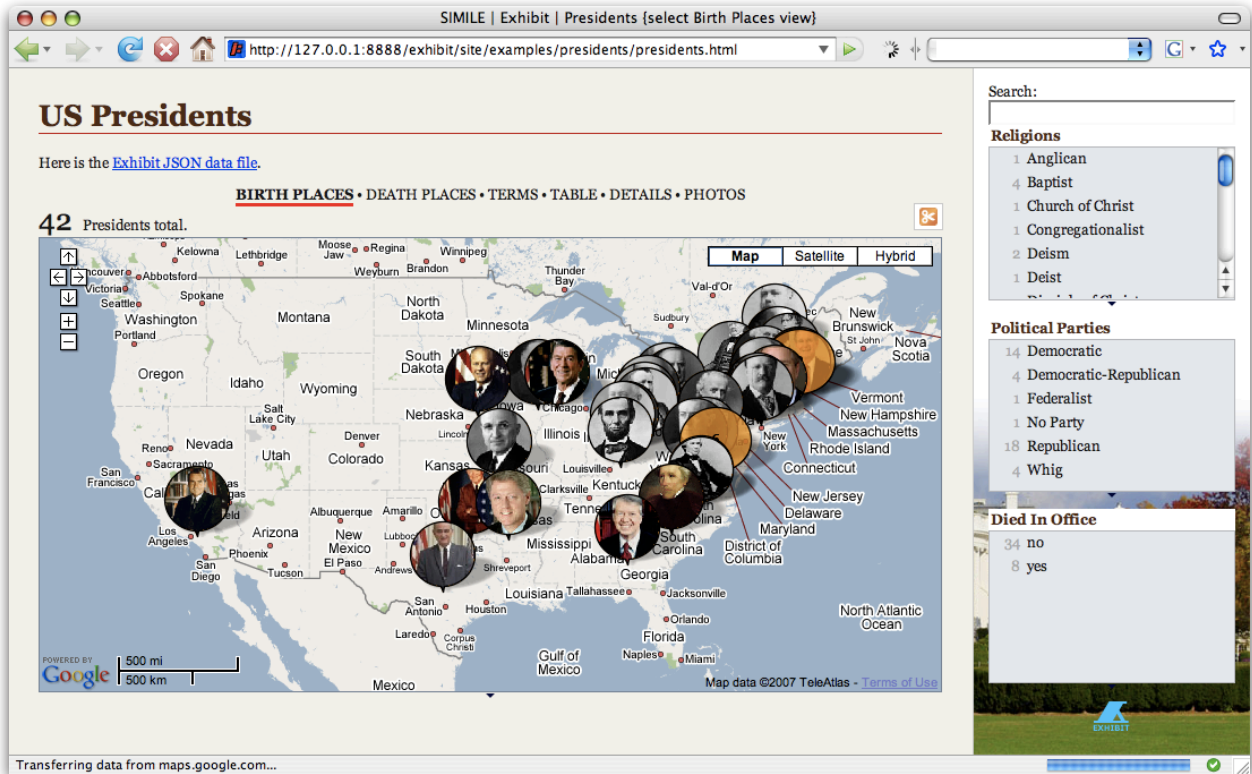 SIMILE | Exhibit | Presidents {select Birth Places view}
http://127.0.0.1:8888/exhibit/site/examples/presidents/presidents.html
G
US Presidents
Here is the Exhibit JSON data file.
BIRTH PLACES • DEATH PLACES • TERMS • TABLE • DETAILS • PHOTOS
42 Presidents total.
Map
Satellite
Hybrid
Kelowna
Lethbridge
Moose Jaw
Regina
Winnipeg
Weyburn
Brandon
Thunder Bay
Val-d'Or
Abbotsford
Victoria
Seattle
Spokane
Sudbury
New Brunswick
St John
Nova Scotia
Washington
Portland
Montana
North Dakota
Minnesota
South Dakota
Oregon
Idaho
Wyoming
Nebraska
Lincoln
Chicago
Illinois
Vermont
New Hampshire
Massachusetts
Rhode Island
Connecticut
New York
New Jersey
Delaware
Maryland
District of Columbia
Salt Lake City
Reno
Nevada
Sacramento
San Francisco
Utah
Denver
Colorado
Kansas
Louisville
Clarksville
Kentuck
Tenne
Los Angeles
San Diego
Arizona
Phoenix
Tucson
Albuquerque
Amarillo
New Mexico
El Paso
Lubboc
Andrews
Shreveport
Mississippi
Alabama
South Carolina
Georgia
Louisiana
Tallahassee
Jacksonville
San Antonio
Houston
Laredo
Corpus Christi
Orlando
Florida
Naples
Miami
North Atlantic Ocean
Gulf of Mexico
Mexico
POWERED BY
Google
500 mi
500 km
Map data ©2007 TeleAtlas - Terms of Use
Search:
Religions
1 Anglican
4 Baptist
1 Church of Christ
1 Congregationalist
2 Deism
1 Deist
Political Parties
14 Democratic
4 Democratic-Republican
1 Federalist
1 No Party
18 Republican
4 Whig
Died In Office
34 no
8 yes
EXHIBIT
Transferring data from maps.google.com...